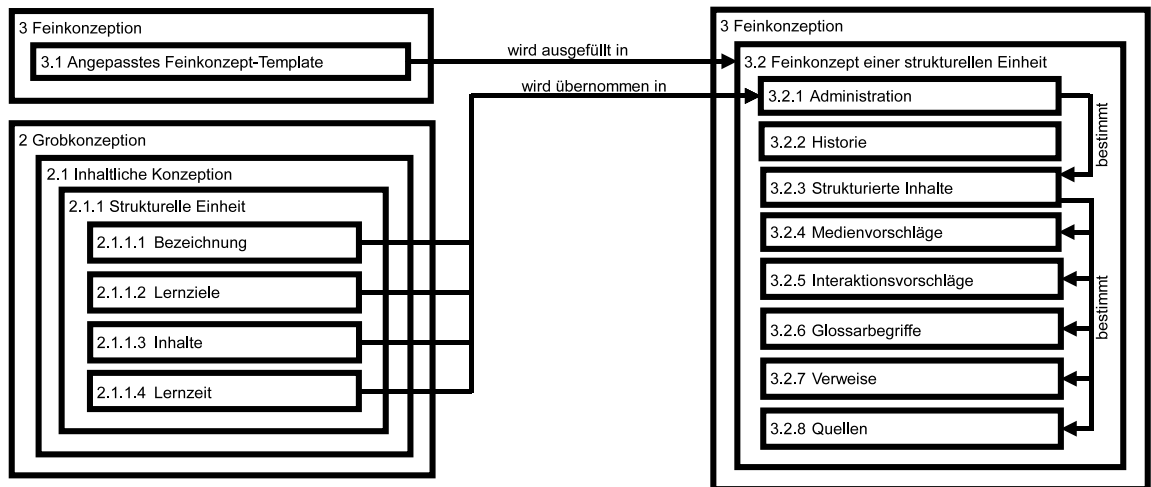 3 Feinkonzeption
3.1 Angepasstes Feinkonzept-Template
wird ausgefüllt in
wird übernommen in
2 Grobkonzeption
2.1 Inhaltliche Konzeption
2.1.1 Strukturelle Einheit
2.1.1.1 Bezeichnung
2.1.1.2 Lernziele
2.1.1.3 Inhalte
2.1.1.4 Lernzeit
3 Feinkonzeption
3.2 Feinkonzept einer strukturellen Einheit
3.2.1 Administration
3.2.2 Historie
3.2.3 Strukturierte Inhalte
3.2.4 Medienvorschläge
3.2.5 Interaktionsvorschläge
3.2.6 Glossarbegriffe
3.2.7 Verweise
3.2.8 Quellen
bestimmt
bestimmt